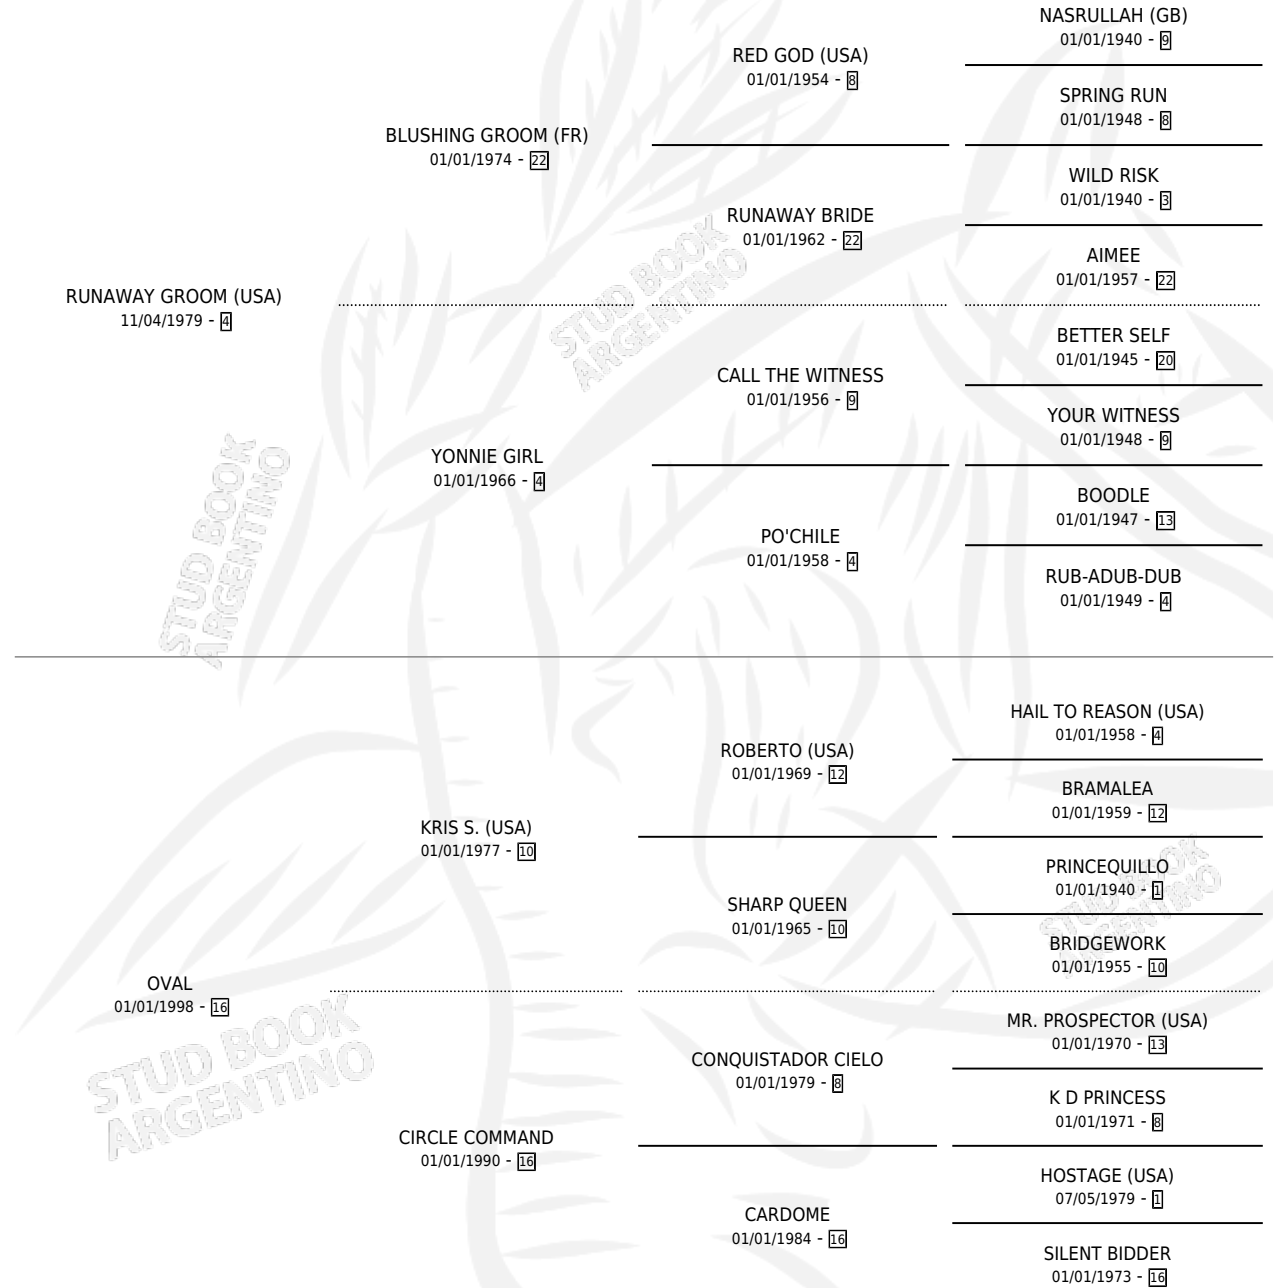 NASRULLAH (GB)
01/01/1940 - 9
RED GOD (USA)
01/01/1954 - 8
SPRING RUN
01/01/1948 - 8
BLUSHING GROOM (FR)
01/01/1974 - 22
WILD RISK
01/01/1940 - 3
RUNAWAY BRIDE
01/01/1962 - 22
AIMEE
01/01/1957 - 22
RUNAWAY GROOM (USA)
11/04/1979 - 4
BETTER SELF
01/01/1945 - 20
CALL THE WITNESS
01/01/1956 - 9
YOUR WITNESS
01/01/1948 - 9
YONNIE GIRL
01/01/1966 - 4
BOODLE
01/01/1947 - 13
PO'CHILE
01/01/1958 - 4
RUB-ADUB-DUB
01/01/1949 - 4
HAIL TO REASON (USA)
01/01/1958 - 4
ROBERTO (USA)
01/01/1969 - 12
BRAMALEA
01/01/1959 - 12
KRIS S. (USA)
01/01/1977 - 10
PRINCEQUILLO
01/01/1940 - 1
SHARP QUEEN
01/01/1965 - 10
BRIDGEWORK
01/01/1955 - 10
OVAL
01/01/1998 - 16
MR. PROSPECTOR (USA)
01/01/1970 - 13
CONQUISTADOR CIELO
01/01/1979 - 8
K D PRINCESS
01/01/1971 - 8
CIRCLE COMMAND
01/01/1990 - 16
HOSTAGE (USA)
07/05/1979 - 1
CARDOME
01/01/1984 - 16
SILENT BIDDER
01/01/1973 - 16
STUD BOOK
ARGENTINO
STUD BOOK
ARGENTINO
STUD BOOK
ARGENTINO
STUD BOOK
ARGENTINO